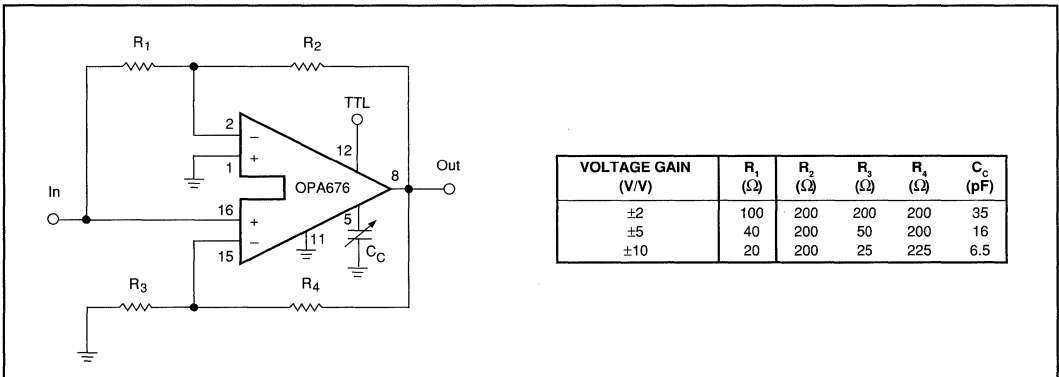 R1
R2
TTL
2
−
12
+
1
8
Out
OPA676
In
16
+
5
−
11
15
CC
R3
R4
VOLTAGE GAIN (V/V) R1 (Ω) R2 (Ω) R3 (Ω) R4 (Ω) CC (pF)
±2 100 200 200 200 35
±5 40 200 50 200 16
±10 20 200 25 225 6.5